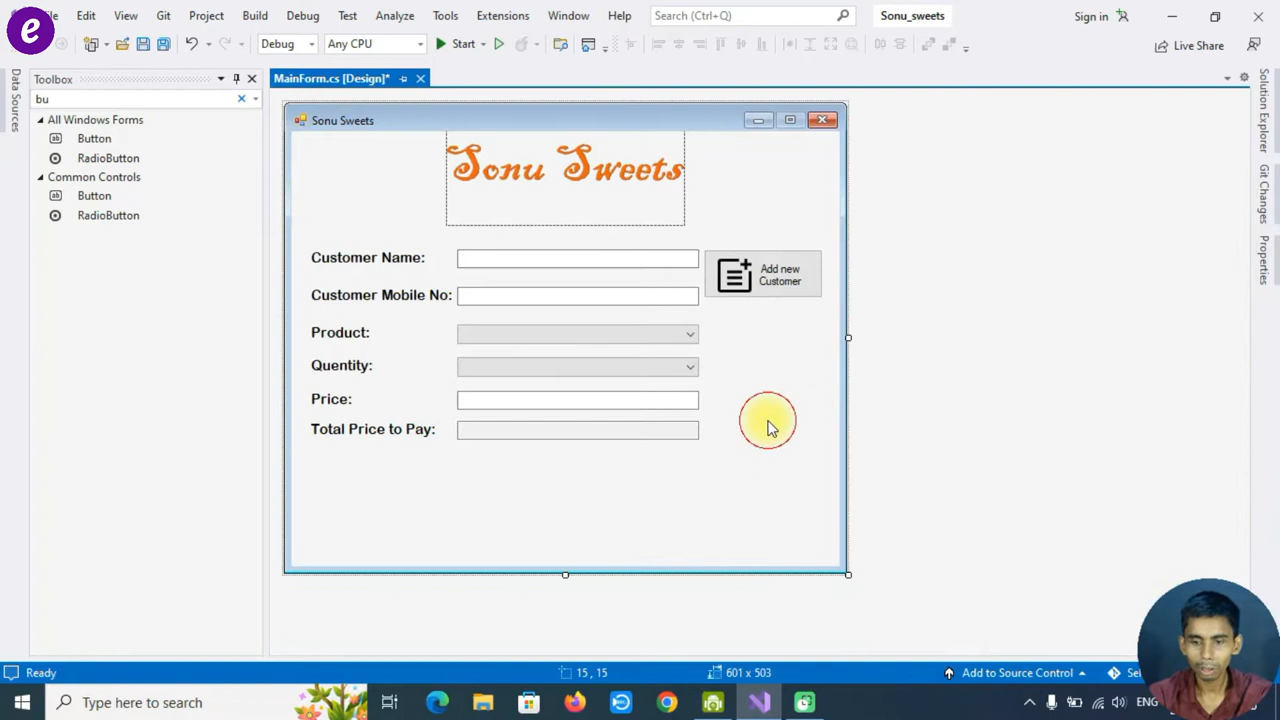 e
File Edit View Git Project Build Debug Test Analyze Tools Extensions Window Help Search (Ctrl+Q) Sonu_sweets Sign in
Debug Any CPU Start Live Share
Data Sources
Toolbox
MainForm.cs [Design]*
bu
All Windows Forms
ab Button
RadioButton
Common Controls
ab Button
RadioButton
Sonu Sweets
Sonu Sweets
Customer Name:
Add new
Customer
Customer Mobile No:
Product:
Quentity:
Price:
Total Price to Pay:
Solution Explorer
Git Changes
Properties
Ready 15 , 15 601 x 503 Add to Source Control
Type here to search ENG